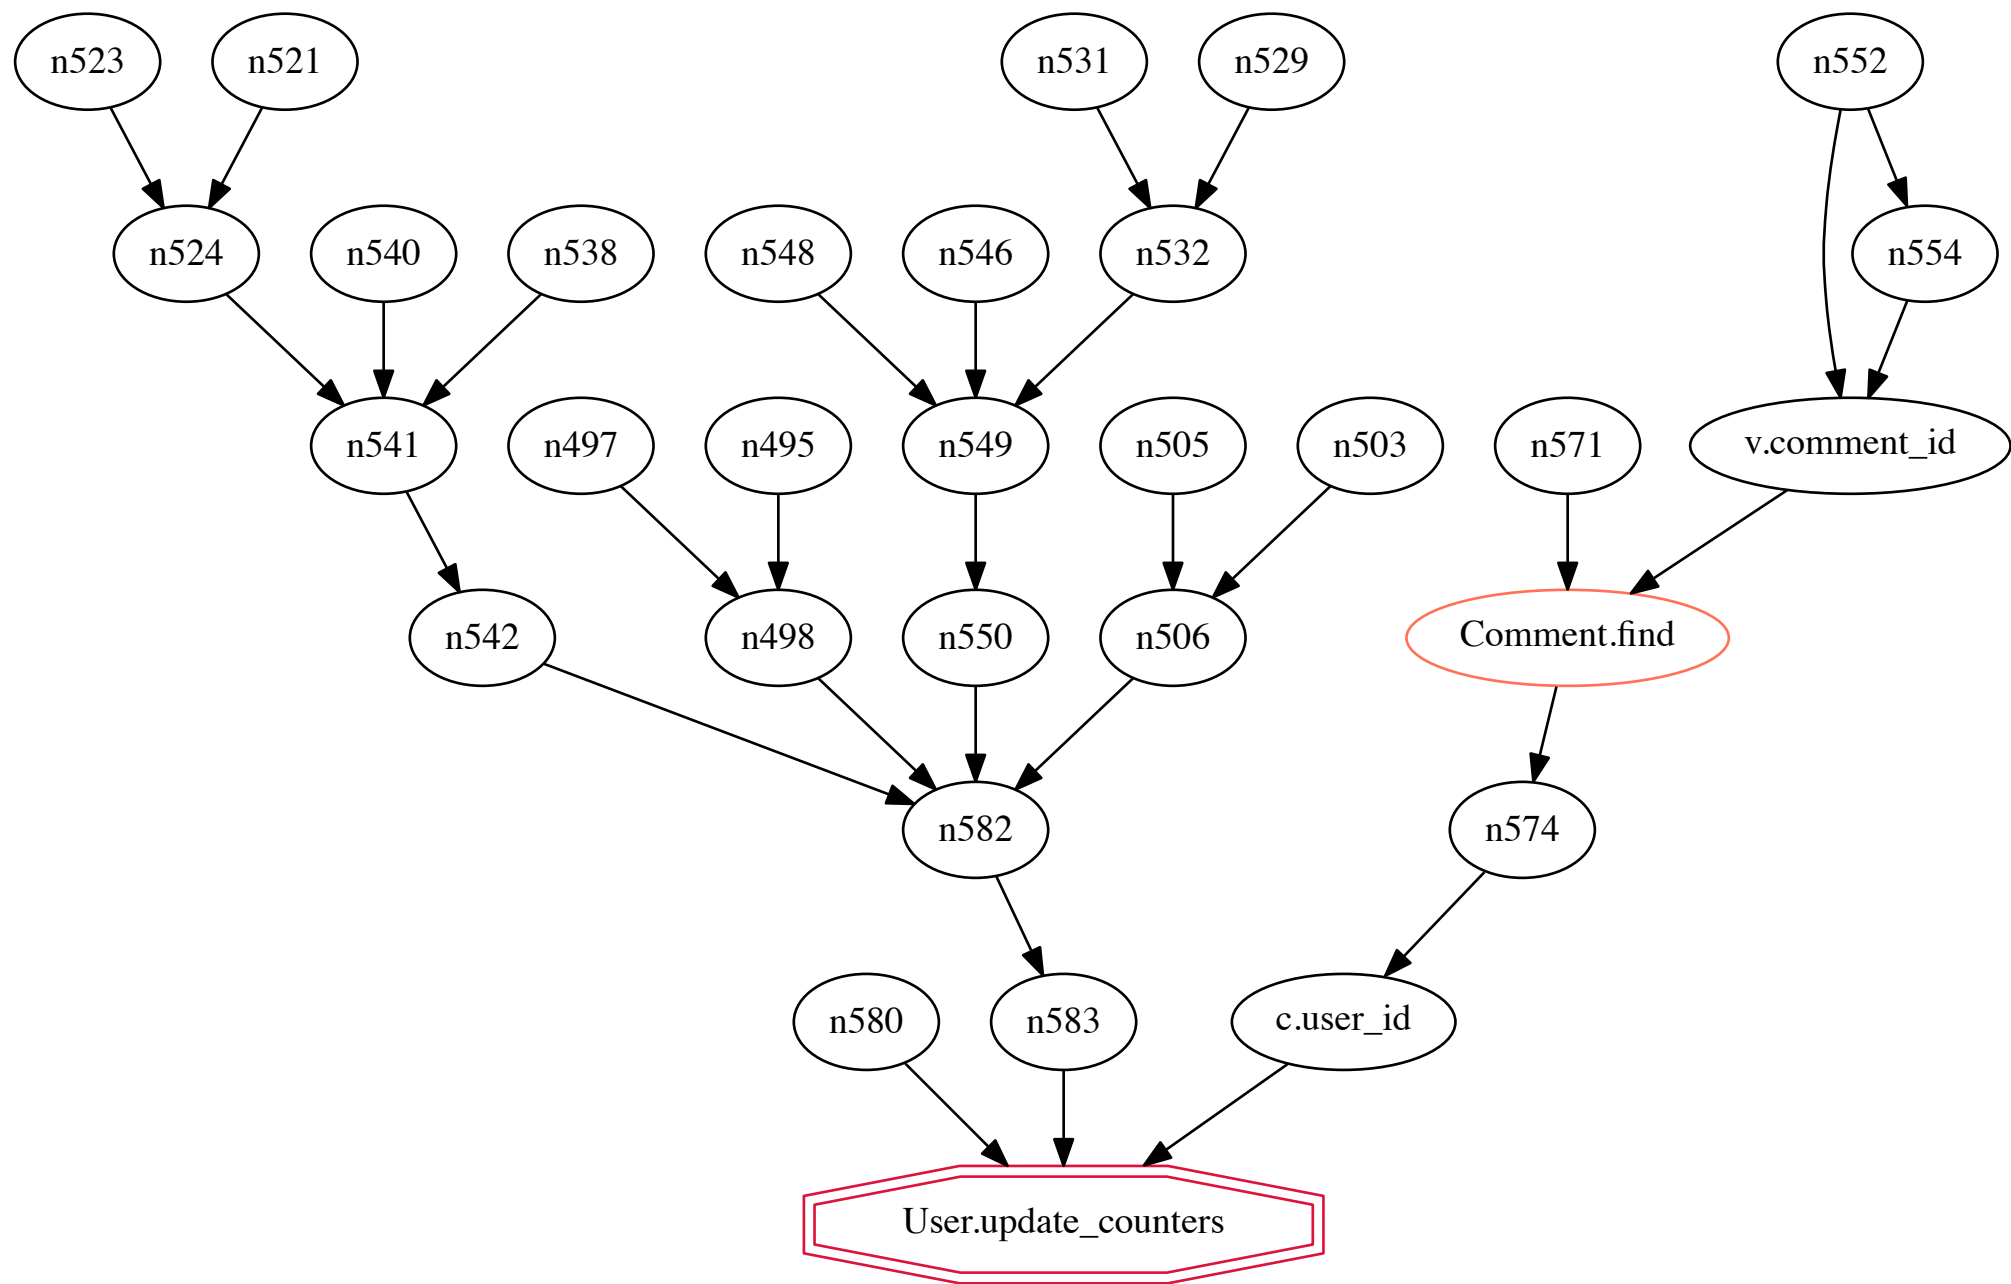 n523
n521
n531
n529
n552
n524
n540
n538
n548
n546
n532
n554
n541
n497
n495
n549
n505
n503
n571
v.comment_id
n542
n498
n550
n506
Comment.find
n582
n574
n580
n583
c.user_id
User.update_counters